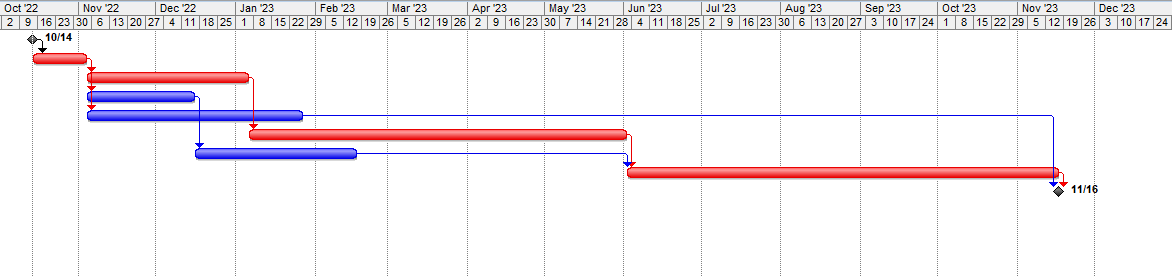 Oct '22 Nov '22 Dec '22 Jan '23 Feb '23 Mar '23 Apr '23 May '23 Jun '23 Jul '23 Aug '23 Sep '23 Oct '23 Nov '23 Dec '23
2 9 16 23 30 6 13 20 27 4 11 18 25 1 8 15 22 29 5 12 19 26 5 12 19 26 2 9 16 23 30 7 14 21 28 4 11 18 25 2 9 16 23 30 6 13 20 27 3 10 17 24 1 8 15 22 29 5 12 19 26 3 10 17 24
10/14
11/16